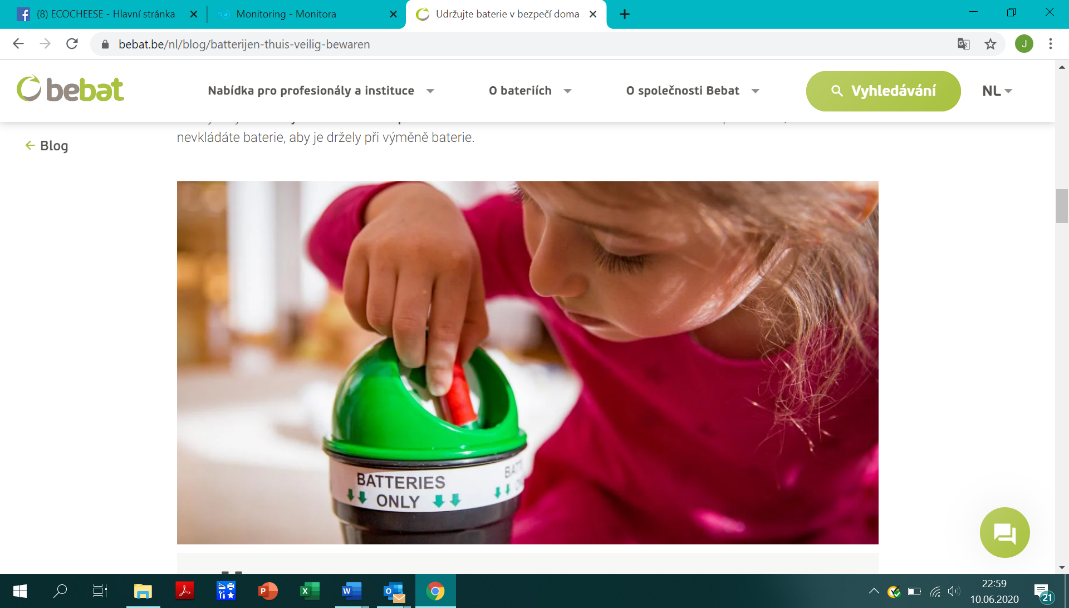 (8) ECOCHEESE - Hlavní stránka
Monitoring - Monitora
Udržujte baterie v bezpečí doma
bebat.be/nl/blog/batterijen-thuis-veilig-bewaren
J
bebat
Nabídka pro profesionály a instituce
O bateriích
O společnosti Bebat
Vyhledávání
NL
Blog
nevkládáte baterie, aby je držely při výměně baterie.
BATTERIES
ONLY
22:59
10.06.2020
21